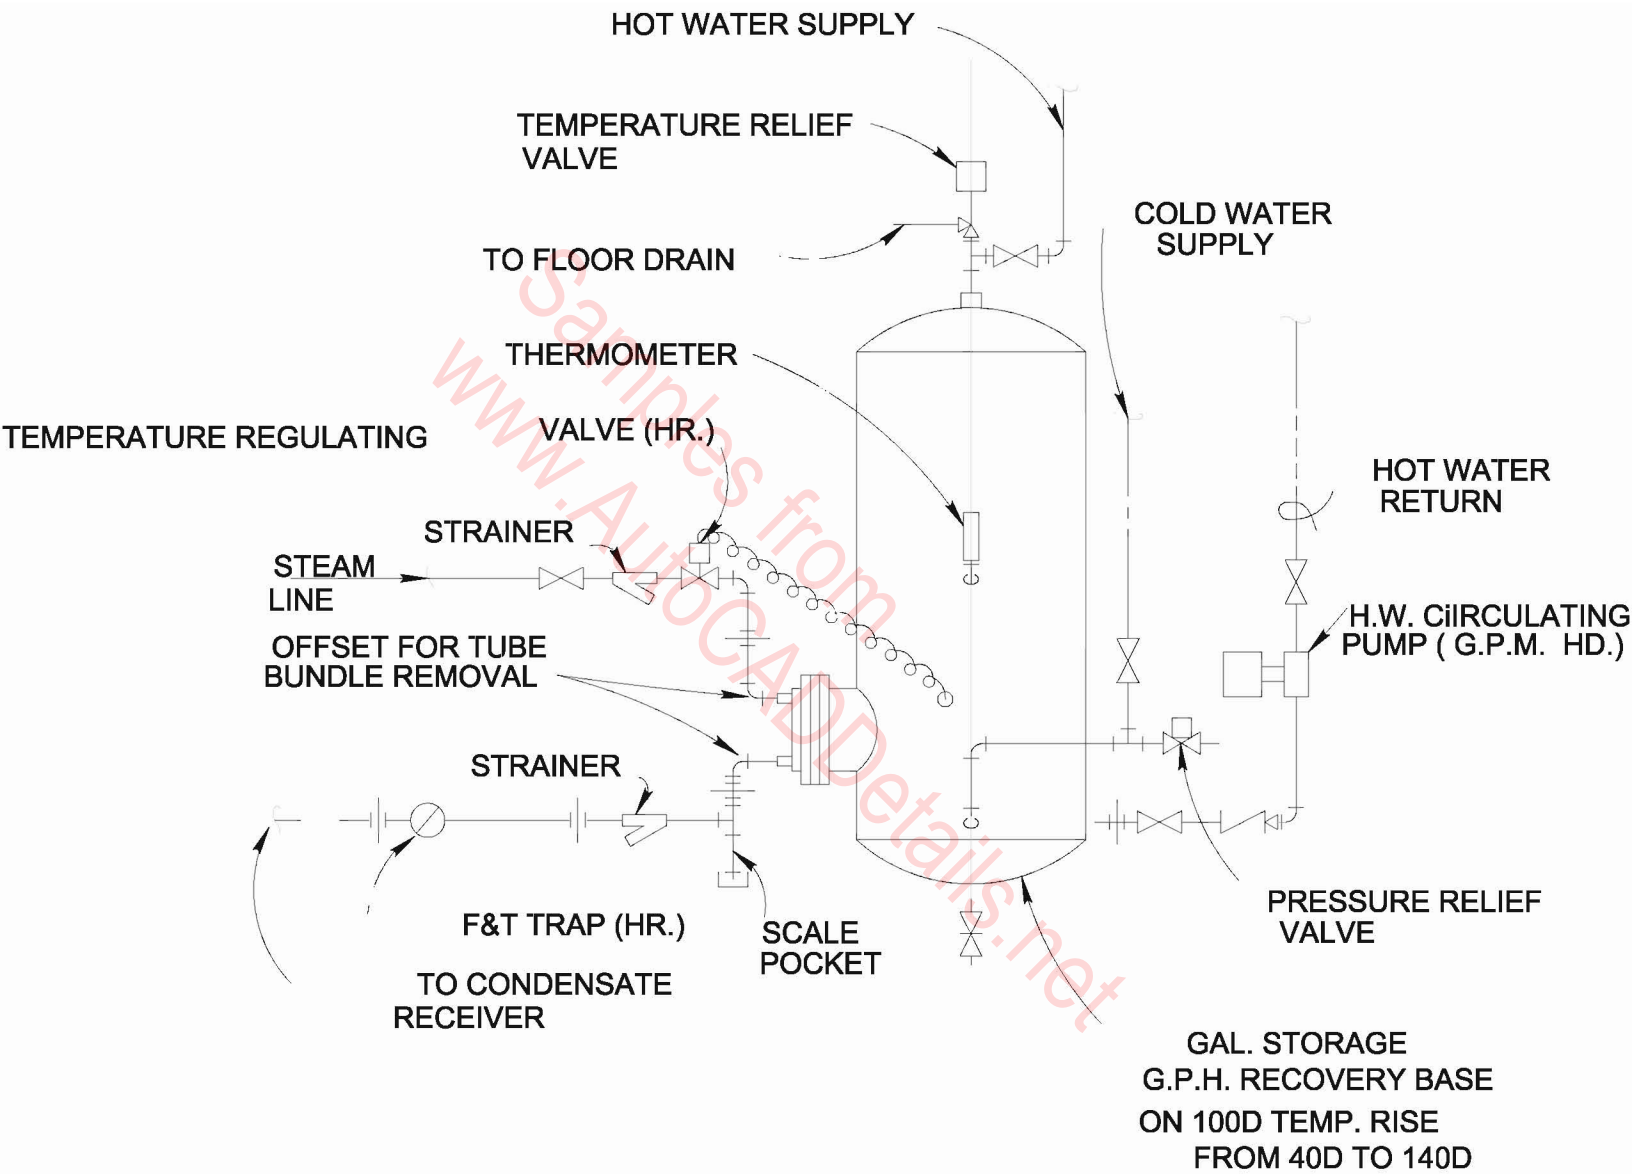 HOT WATER SUPPLY
TEMPERATURE RELIEF
VALVE
COLD WATER
SUPPLY
TO FLOOR DRAIN
THERMOMETER
TEMPERATURE REGULATING
VALVE (HR.)
HOT WATER
RETURN
STRAINER
STEAM
LINE
H.W. CiIRCULATING
PUMP ( G.P.M. HD.)
OFFSET FOR TUBE
BUNDLE REMOVAL
STRAINER
PRESSURE RELIEF
VALVE
F&T TRAP (HR.)
SCALE
POCKET
TO CONDENSATE
RECEIVER
GAL. STORAGE
G.P.H. RECOVERY BASE
ON 100D TEMP. RISE
FROM 40D TO 140D
Samples from
www.AutoCADDetails.net